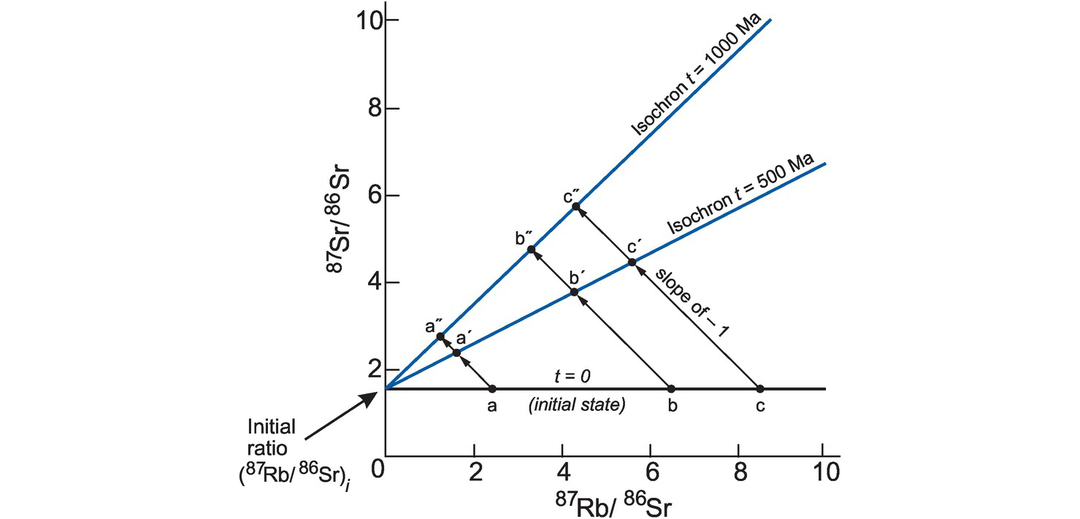 10
8
6
4
2
0
2
4
6
8
10
⁸⁷Sr/⁸⁶Sr
⁸⁷Rb/ ⁸⁶Sr
Isochron t = 1000 Ma
Isochron t = 500 Ma
c˝
b˝
a˝
c´
b´
a´
slope of – 1
t = 0
(initial state)
a
b
c
Initial
ratio
(⁸⁷Rb/ ⁸⁶Sr)ᵢ